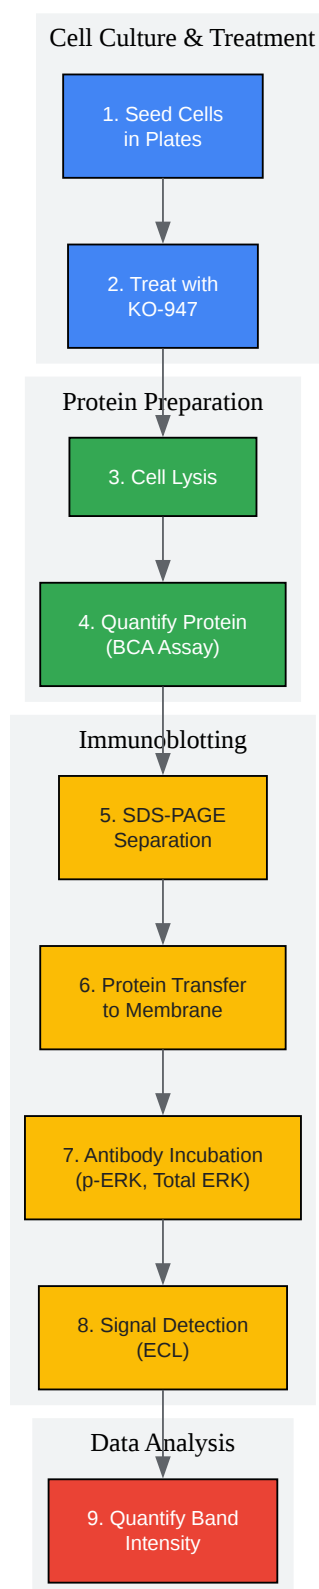 Cell Culture & Treatment
1. Seed Cells
in Plates
2. Treat with
KO-947
Protein Preparation
3. Cell Lysis
4. Quantify Protein
(BCA Assay)
Immunoblotting
5. SDS-PAGE
Separation
6. Protein Transfer
to Membrane
7. Antibody Incubation
(p-ERK, Total ERK)
8. Signal Detection
(ECL)
Data Analysis
9. Quantify Band
Intensity